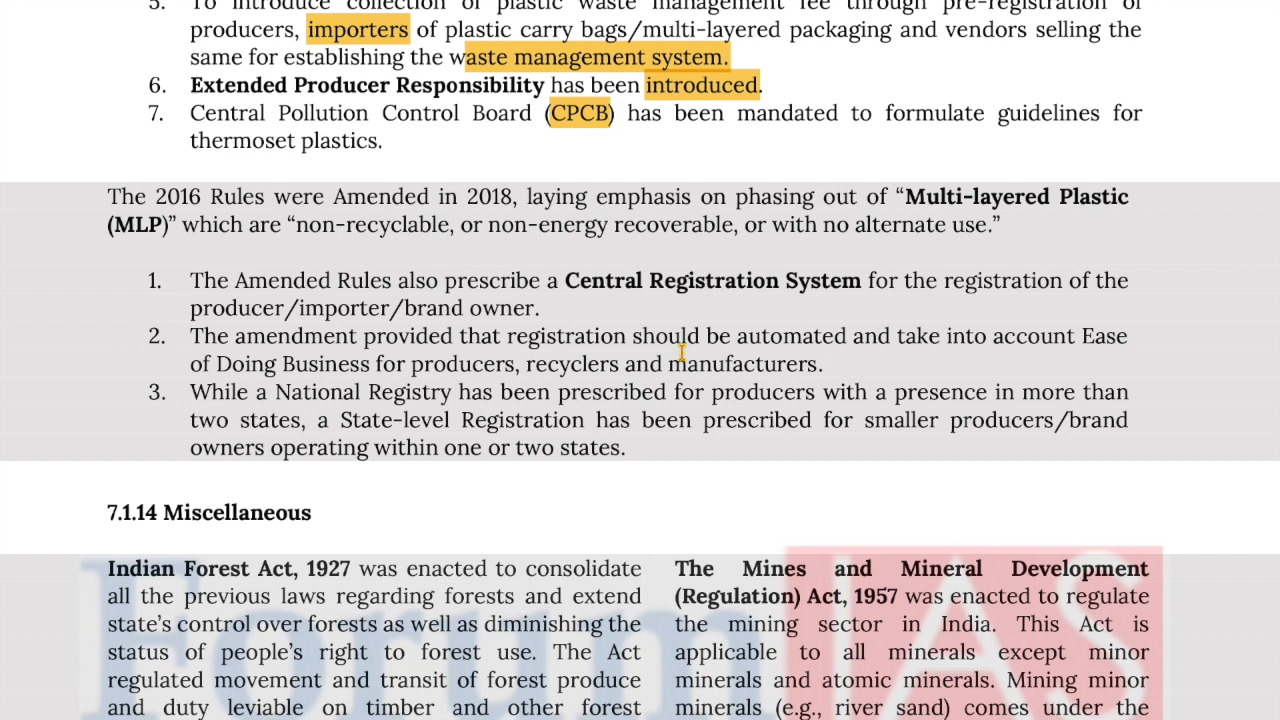 5. To introduce collection of plastic waste management fee through pre-registration of
producers, importers of plastic carry bags/multi-layered packaging and vendors selling the
same for establishing the waste management system.
6. Extended Producer Responsibility has been introduced.
7. Central Pollution Control Board (CPCB) has been mandated to formulate guidelines for
thermoset plastics.
The 2016 Rules were Amended in 2018, laying emphasis on phasing out of “Multi-layered Plastic
(MLP)” which are “non-recyclable, or non-energy recoverable, or with no alternate use.”
1. The Amended Rules also prescribe a Central Registration System for the registration of the
producer/importer/brand owner.
2. The amendment provided that registration should be automated and take into account Ease
of Doing Business for producers, recyclers and manufacturers.
3. While a National Registry has been prescribed for producers with a presence in more than
two states, a State-level Registration has been prescribed for smaller producers/brand
owners operating within one or two states.
7.1.14 Miscellaneous
Indian Forest Act, 1927 was enacted to consolidate
all the previous laws regarding forests and extend
state’s control over forests as well as diminishing the
status of people’s right to forest use. The Act
regulated movement and transit of forest produce
and duty leviable on timber and other forest
The Mines and Mineral Development
(Regulation) Act, 1957 was enacted to regulate
the mining sector in India. This Act is
applicable to all minerals except minor
minerals and atomic minerals. Mining minor
minerals (e.g., river sand) comes under the
Forum IAS